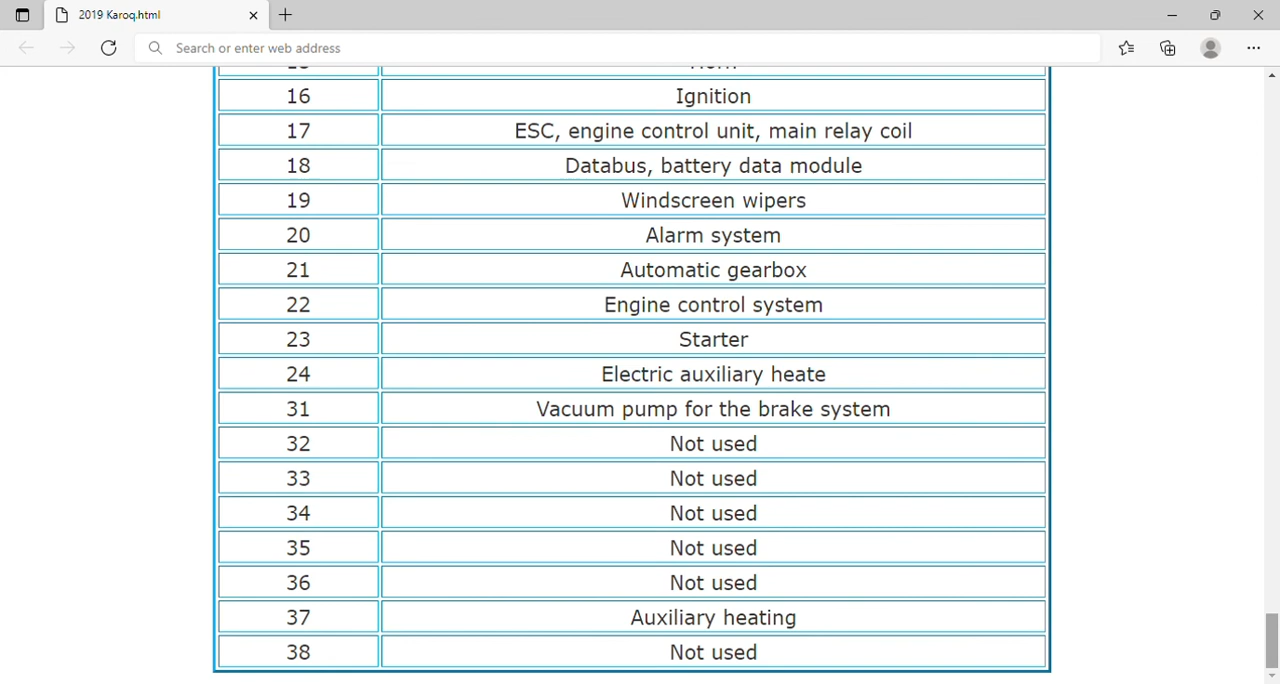 2019 Karoq.html
Search or enter web address
16 Ignition
17 ESC, engine control unit, main relay coil
18 Databus, battery data module
19 Windscreen wipers
20 Alarm system
21 Automatic gearbox
22 Engine control system
23 Starter
24 Electric auxiliary heate
31 Vacuum pump for the brake system
32 Not used
33 Not used
34 Not used
35 Not used
36 Not used
37 Auxiliary heating
38 Not used